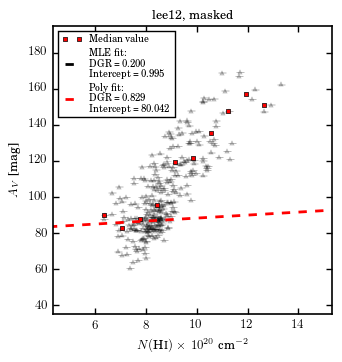 lee12, masked
Median value
MLE fit:
DGR = 0.200
Intercept = 0.995
Poly fit:
DGR = 0.829
Intercept = 80.042
180
160
140
120
100
80
60
40
A_V [mag]
6 8 10 12 14
N(HI) × 10^20 cm^−2